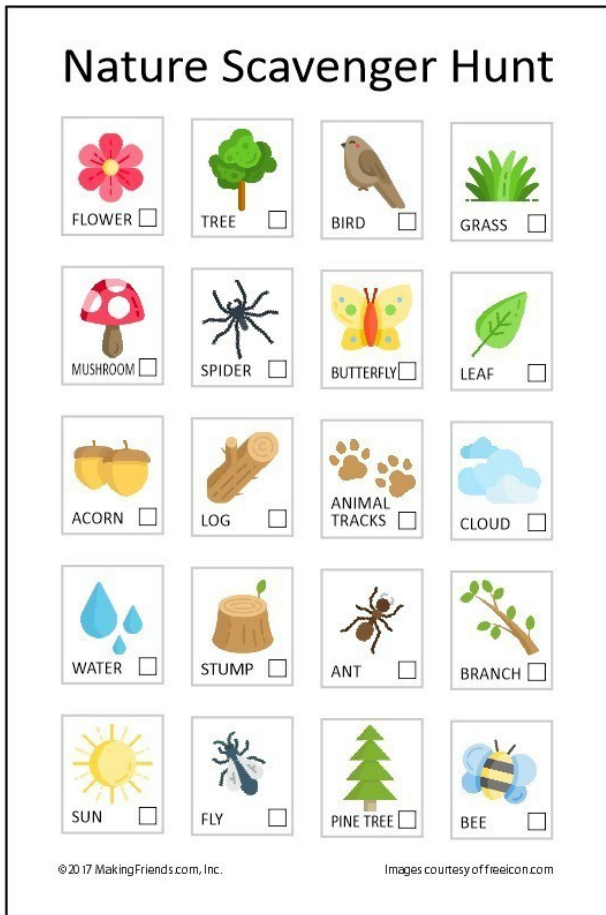 Nature Scavenger Hunt
FLOWER
TREE
BIRD
GRASS
MUSHROOM
SPIDER
BUTTERFLY
LEAF
ACORN
LOG
ANIMAL
TRACKS
CLOUD
WATER
STUMP
ANT
BRANCH
SUN
FLY
PINE TREE
BEE
©2017 MakingFriends.com, Inc.
Images courtesy of freeicon.com